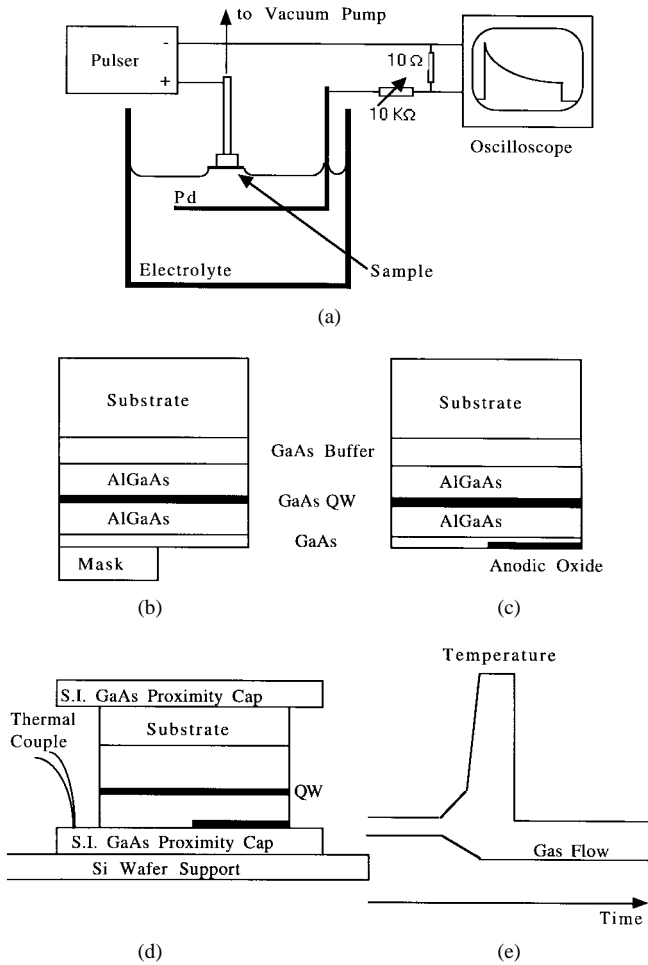 to Vacuum Pump
Pulser
-
+
10 Ω
10 KΩ
Oscilloscope
Pd
Electrolyte
Sample
(a)
Substrate
GaAs Buffer
AlGaAs
GaAs QW
AlGaAs
GaAs
Mask
(b)
Substrate
AlGaAs
AlGaAs
Anodic Oxide
(c)
S.I. GaAs Proximity Cap
Thermal
Couple
Substrate
QW
S.I. GaAs Proximity Cap
Si Wafer Support
(d)
Temperature
Gas Flow
Time
(e)